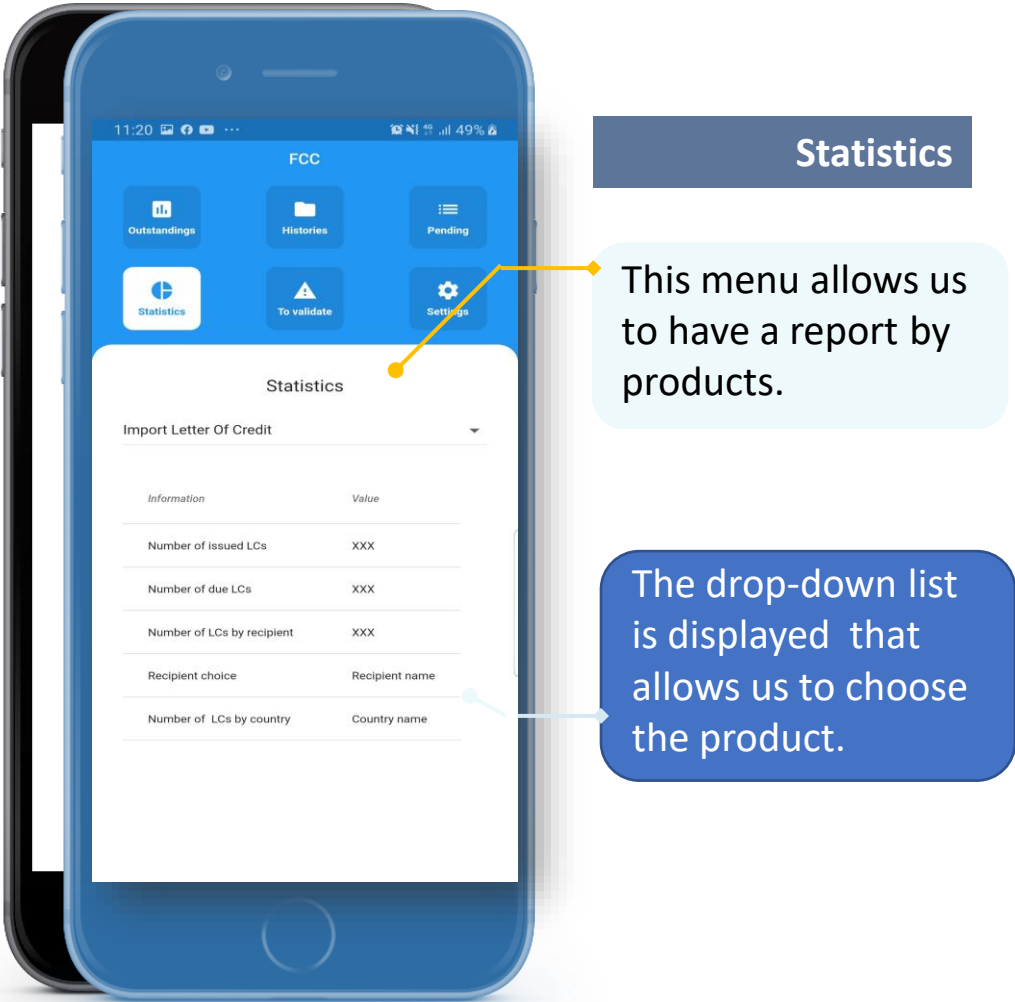 11:20 ... 4G 49%
FCC
Outstandings Histories Pending
Statistics To validate Settings
Statistics
Import Letter Of Credit
Information Value
Number of issued LCs XXX
Number of due LCs XXX
Number of LCs by recipient XXX
Recipient choice Recipient name
Number of LCs by country Country name
Statistics
This menu allows us
to have a report by
products.
The drop-down list
is displayed that
allows us to choose
the product.